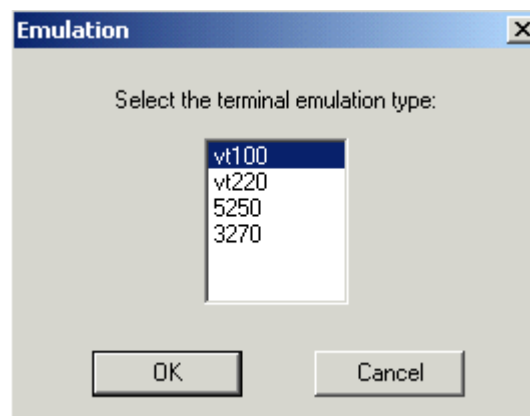 Emulation
Select the terminal emulation type:
vt100
vt220
5250
3270
OK Cancel